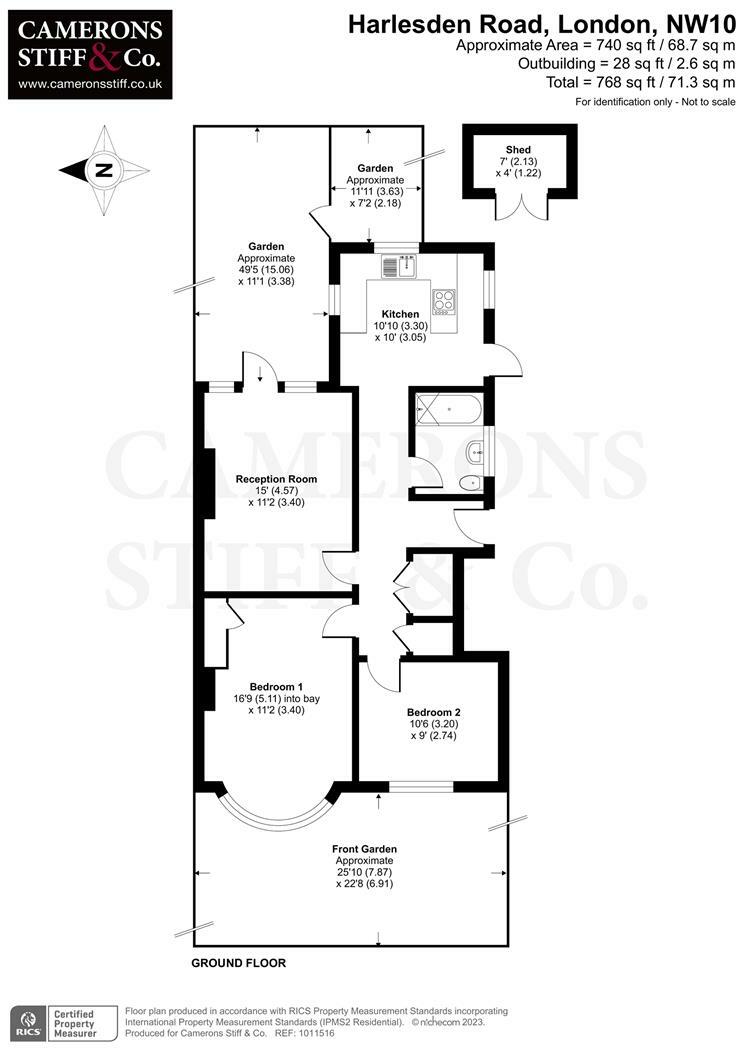 CAMERONS
STIFF & Co.
www.cameronsstiff.co.uk
Harlesden Road, London, NW10
Approximate Area = 740 sq ft / 68.7 sq m
Outbuilding = 28 sq ft / 2.6 sq m
Total = 768 sq ft / 71.3 sq m
For identification only - Not to scale
N
Shed
7' (2.13)
x 4' (1.22)
Garden
Approximate
11'11 (3.63)
x 7'2 (2.18)
Garden
Approximate
49'5 (15.06)
x 11'1 (3.38)
Kitchen
10'10 (3.30)
x 10' (3.05)
CAMERONS
STIFF & Co.
Reception Room
15' (4.57)
x 11'2 (3.40)
Bedroom 1
16'9 (5.11) into bay
x 11'2 (3.40)
Bedroom 2
10'6 (3.20)
x 9' (2.74)
Front Garden
Approximate
25'10 (7.87)
x 22'8 (6.91)
GROUND FLOOR
RICS
Certified
Property
Measurer
Floor plan produced in accordance with RICS Property Measurement Standards incorporating
International Property Measurement Standards (IPMS2 Residential). © nichecom 2023.
Produced for Camerons Stiff & Co. REF: 1011516